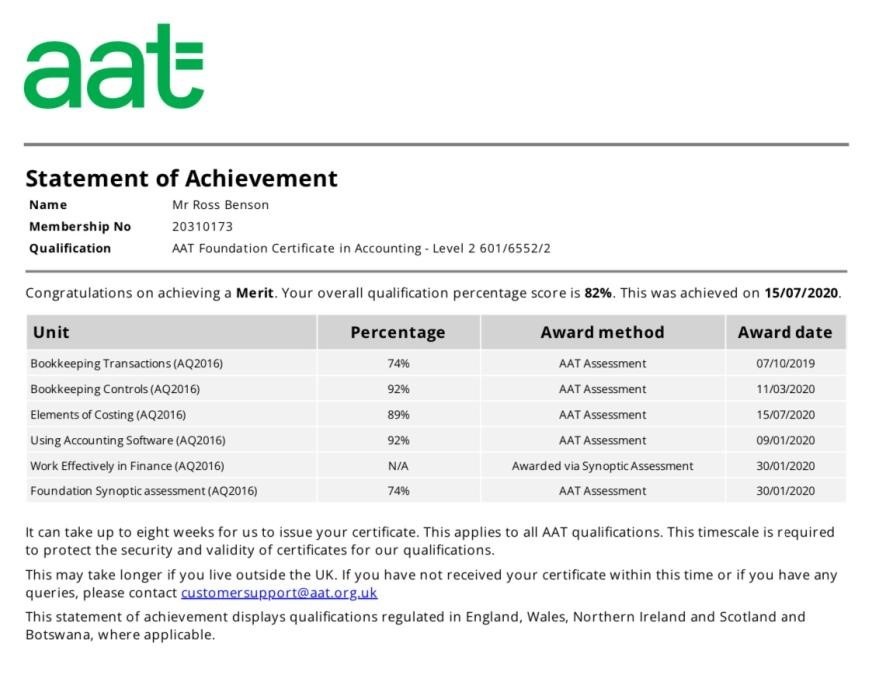 aat
Statement of Achievement
Name Mr Ross Benson
Membership No 20310173
Qualification AAT Foundation Certificate in Accounting - Level 2 601/6552/2
Congratulations on achieving a Merit. Your overall qualification percentage score is 82%. This was achieved on 15/07/2020.
Unit Percentage Award method Award date
Bookkeeping Transactions (AQ2016) 74% AAT Assessment 07/10/2019
Bookkeeping Controls (AQ2016) 92% AAT Assessment 11/03/2020
Elements of Costing (AQ2016) 89% AAT Assessment 15/07/2020
Using Accounting Software (AQ2016) 92% AAT Assessment 09/01/2020
Work Effectively in Finance (AQ2016) N/A Awarded via Synoptic Assessment 30/01/2020
Foundation Synoptic assessment (AQ2016) 74% AAT Assessment 30/01/2020
It can take up to eight weeks for us to issue your certificate. This applies to all AAT qualifications. This timescale is required
to protect the security and validity of certificates for our qualifications.
This may take longer if you live outside the UK. If you have not received your certificate within this time or if you have any
queries, please contact customersupport@aat.org.uk
This statement of achievement displays qualifications regulated in England, Wales, Northern Ireland and Scotland and
Botswana, where applicable.